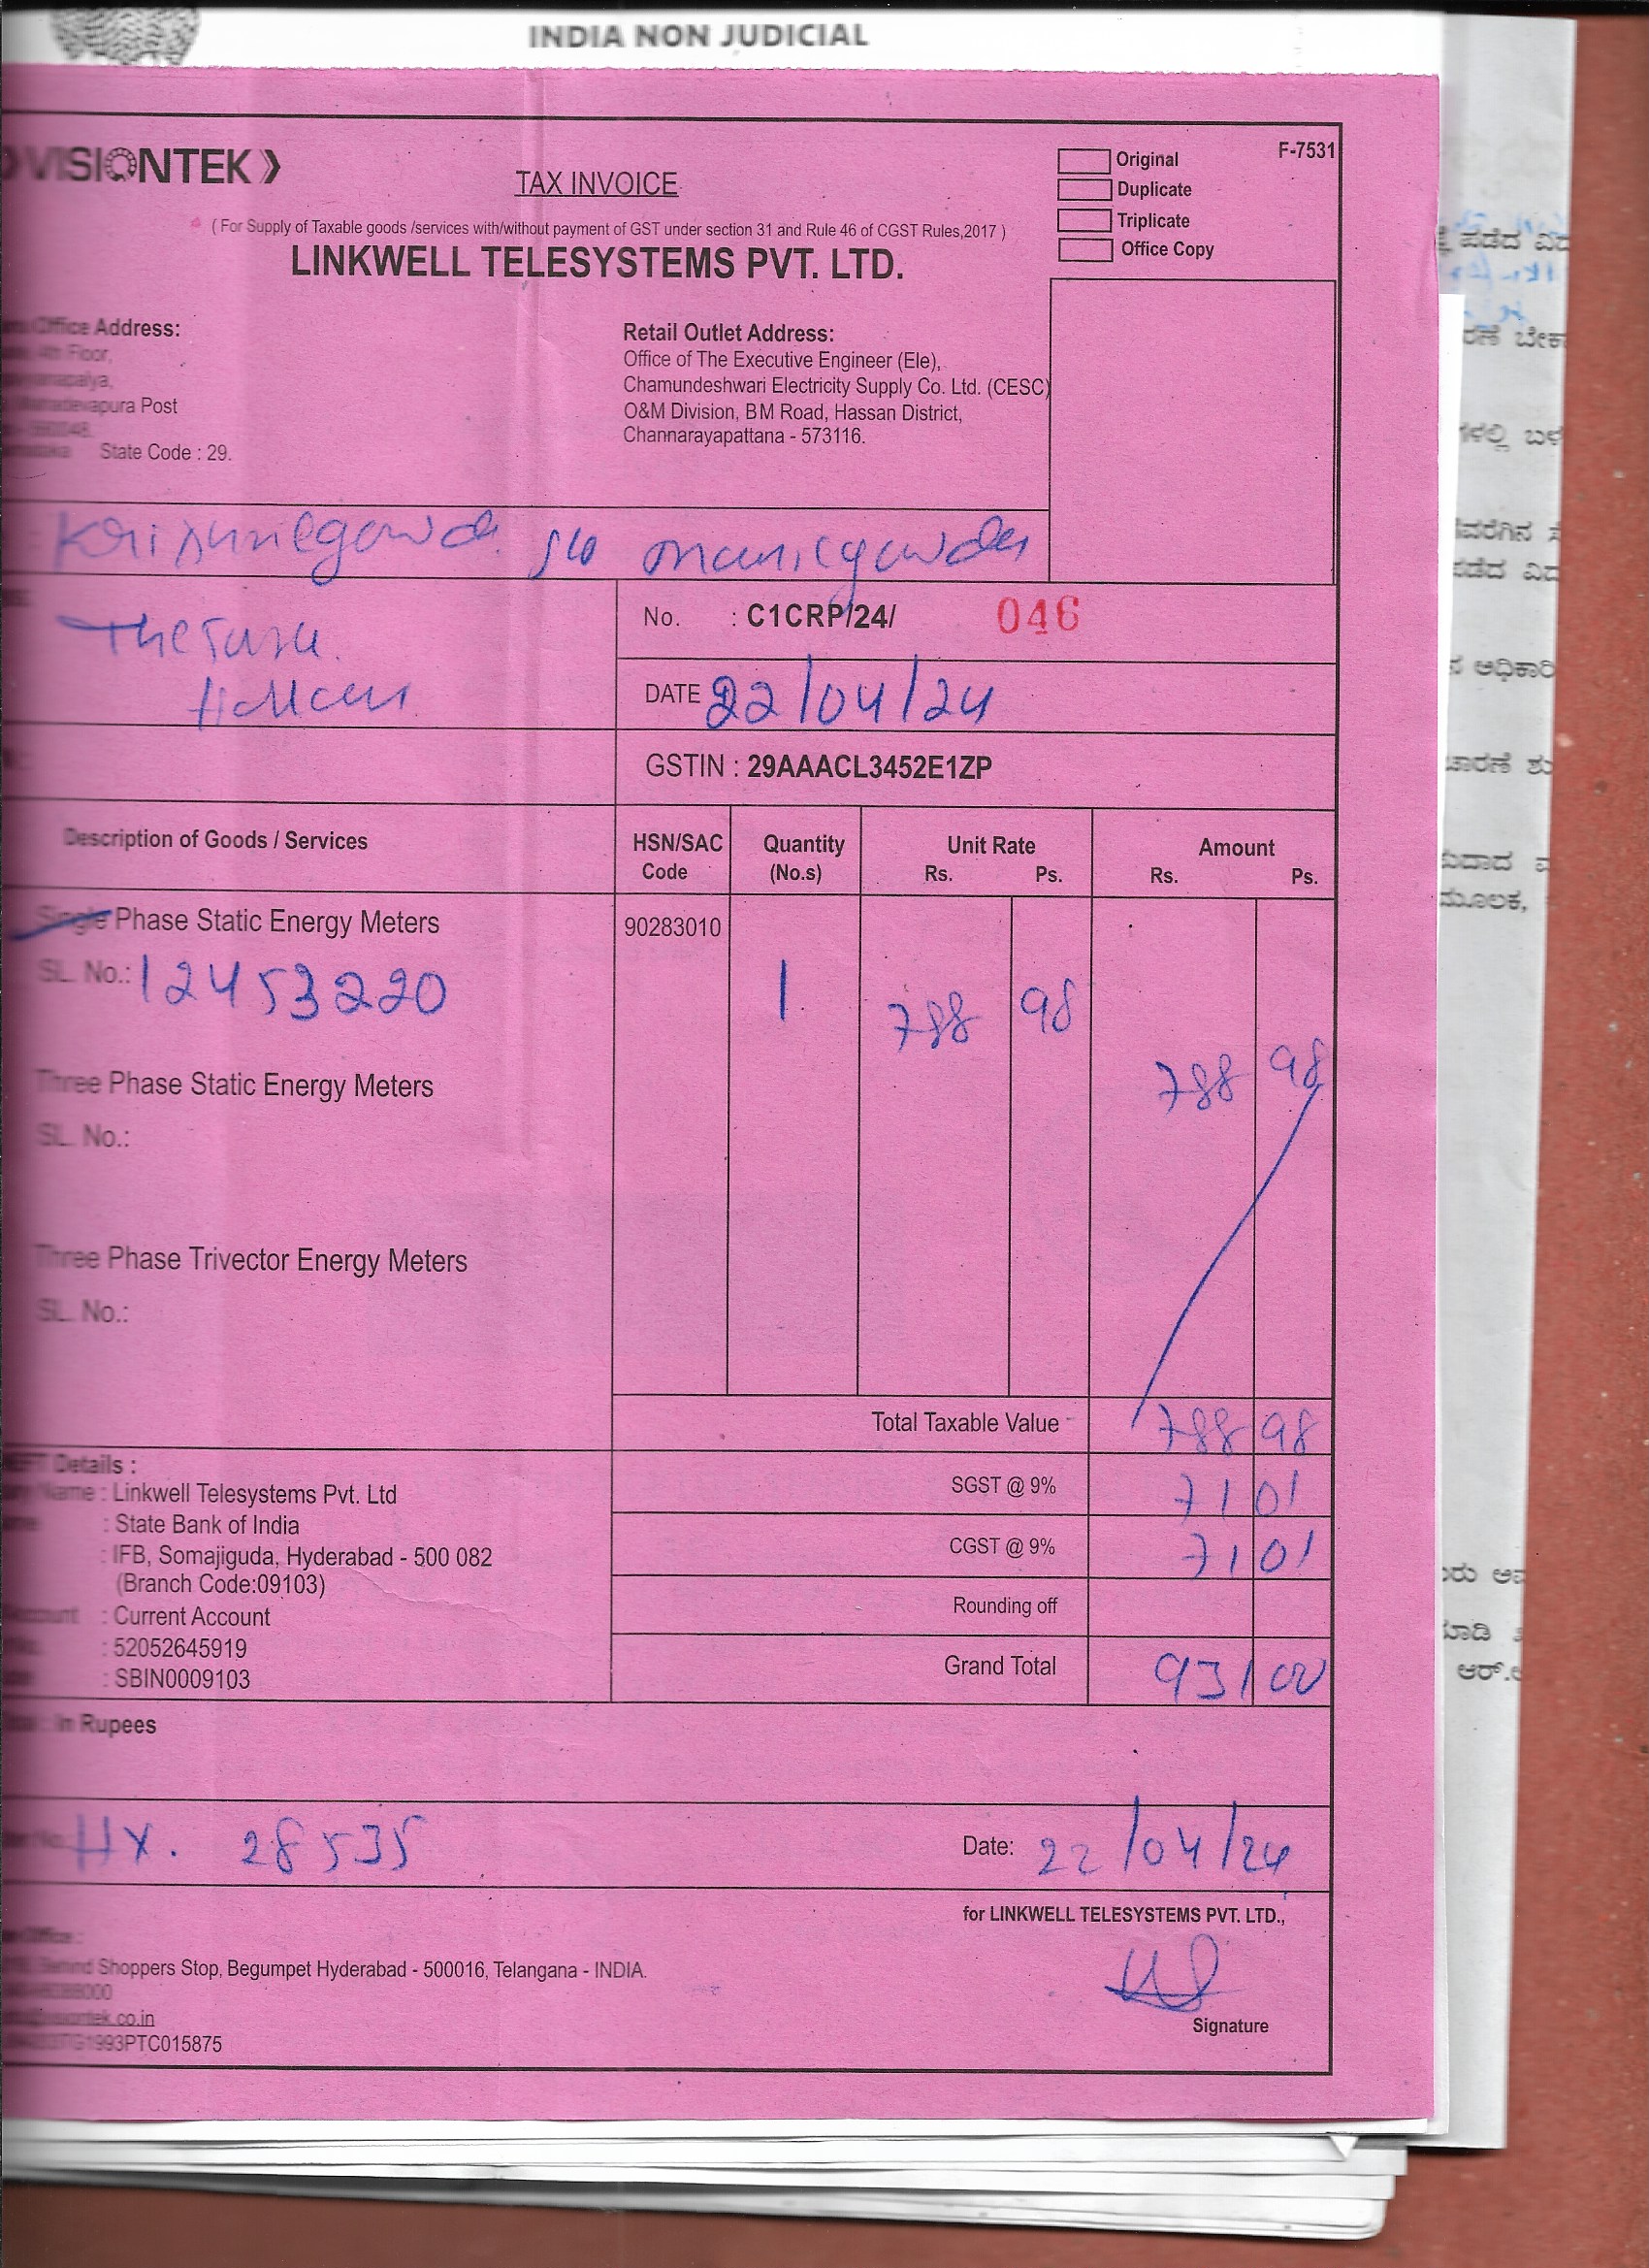 INDIA NON JUDICIAL
VISIONTEK
TAX INVOICE
Original
Duplicate
Triplicate
Office Copy
F-7531
( For Supply of Taxable goods /services with/without payment of GST under section 31 and Rule 46 of CGST Rules,2017 )
LINKWELL TELESYSTEMS PVT. LTD.
Office Address:
4th Floor,
Post
State Code : 29.
Retail Outlet Address:
Office of The Executive Engineer (Ele),
Chamundeshwari Electricity Supply Co. Ltd. (CESC)
O&M Division, BM Road, Hassan District,
Channarayapattana - 573116.
No. : C1CRP/24/ 046
DATE 22/04/24
GSTIN : 29AAACL3452E1ZP
Description of Goods / Services
HSN/SAC Code
Quantity (No.s)
Unit Rate Rs. Ps.
Amount Rs. Ps.
Single Phase Static Energy Meters 90283010
SL. No.: 12453220 1 788 98 788 98
Three Phase Static Energy Meters
SL. No.:
Three Phase Trivector Energy Meters
SL. No.:
Total Taxable Value 788 98
SGST @ 9% 71 01
CGST @ 9% 71 01
Rounding off
Grand Total 931 00
Details :
Name : Linkwell Telesystems Pvt. Ltd
: State Bank of India
: IFB, Somajiguda, Hyderabad - 500 082
(Branch Code:09103)
: Current Account
: 52052645919
: SBIN0009103
: In Rupees
HX. 28535
Date: 22/04/24
for LINKWELL TELESYSTEMS PVT. LTD.,
Signature
Office :
Behind Shoppers Stop, Begumpet Hyderabad - 500016, Telangana - INDIA.
1993PTC015875